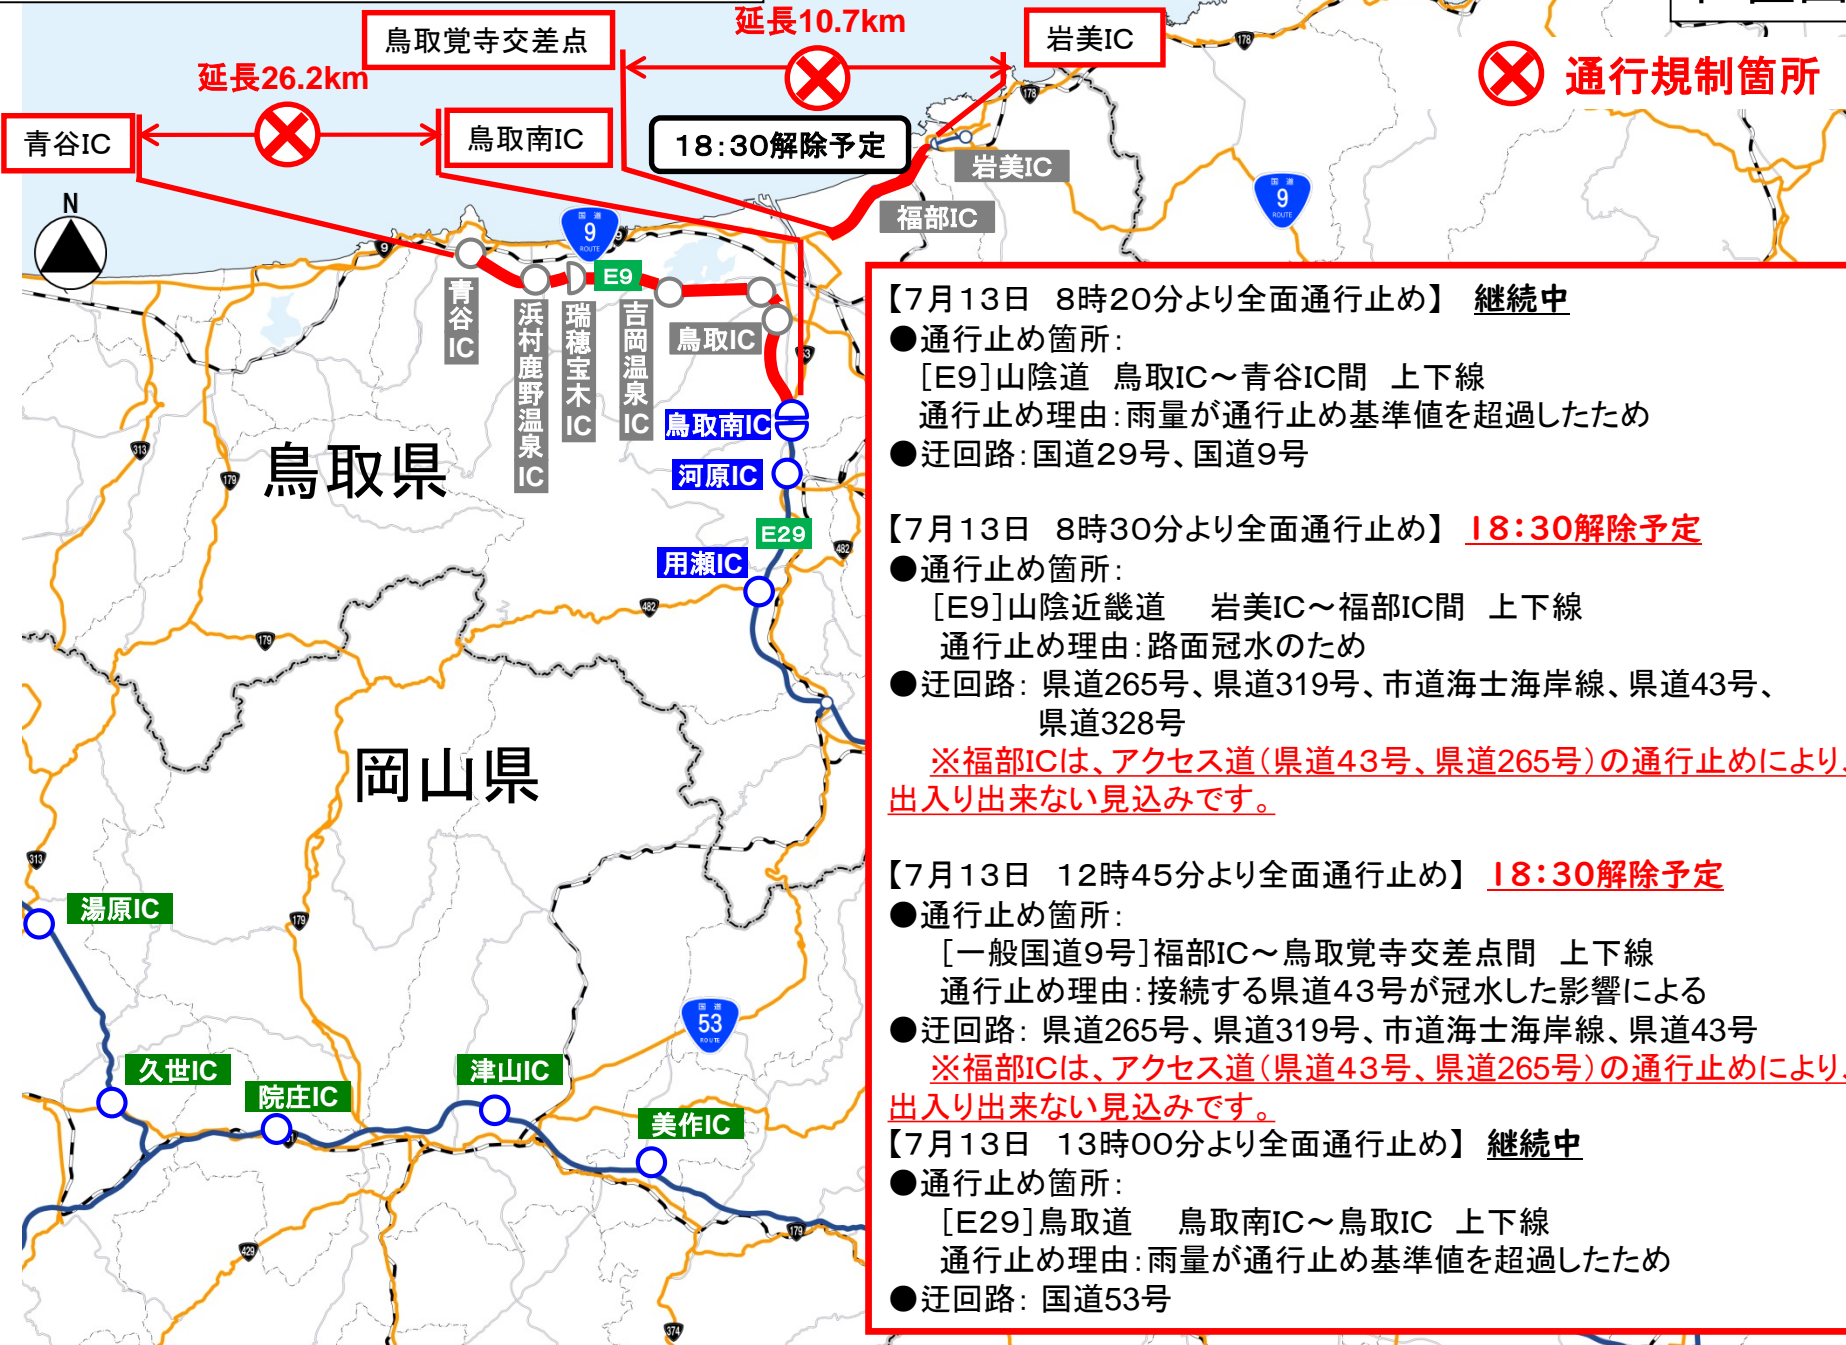 延長10.7km
鳥取覚寺交差点
岩美IC
通行規制箇所
延長26.2km
青谷IC
鳥取南IC
18:30解除予定
岩美IC
福部IC
N
国道
9
ROUTE
国道
9
ROUTE
178
178
9
9
E9
青谷IC
浜村鹿野温泉IC
瑞穂宝木IC
吉岡温泉IC
鳥取IC
鳥取南IC
河原IC
E29
用瀬IC
鳥取県
313
179
482
482
179
岡山県
313
湯原IC
179
国道
53
ROUTE
久世IC
院庄IC
津山IC
美作IC
179
429
374
【7月13日 8時20分より全面通行止め】 継続中
●通行止め箇所:
[E9]山陰道 鳥取IC～青谷IC間 上下線
通行止め理由:雨量が通行止め基準値を超過したため
●迂回路:国道29号、国道9号
【7月13日 8時30分より全面通行止め】 18:30解除予定
●通行止め箇所:
[E9]山陰近畿道 岩美IC～福部IC間 上下線
通行止め理由:路面冠水のため
●迂回路: 県道265号、県道319号、市道海士海岸線、県道43号、
県道328号
※福部ICは、アクセス道(県道43号、県道265号)の通行止めにより、
出入り出来ない見込みです。
【7月13日 12時45分より全面通行止め】 18:30解除予定
●通行止め箇所:
[一般国道9号]福部IC～鳥取覚寺交差点間 上下線
通行止め理由:接続する県道43号が冠水した影響による
●迂回路: 県道265号、県道319号、市道海士海岸線、県道43号
※福部ICは、アクセス道(県道43号、県道265号)の通行止めにより、
出入り出来ない見込みです。
【7月13日 13時00分より全面通行止め】 継続中
●通行止め箇所:
[E29]鳥取道 鳥取南IC～鳥取IC 上下線
通行止め理由:雨量が通行止め基準値を超過したため
●迂回路: 国道53号